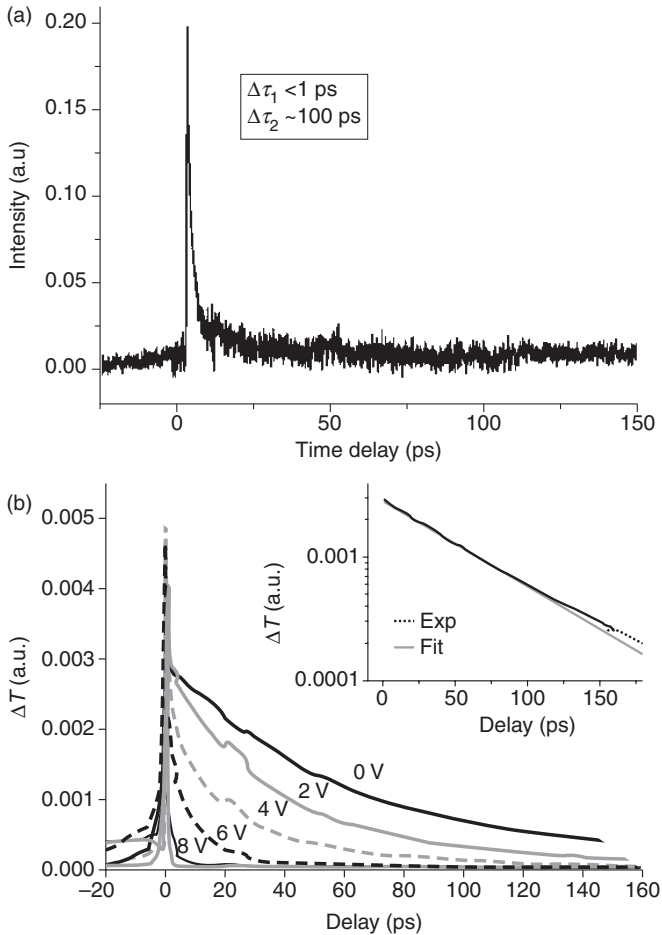 (a)
0.20
0.15
0.10
0.05
0.00
Intensity (a.u)
Δτ1 <1 ps
Δτ2 ~100 ps
0 50 100 150
Time delay (ps)
(b)
0.005
0.004
0.003
0.002
0.001
0.000
ΔT (a.u.)
0 V
2 V
4 V
6 V
8 V
−20 0 20 40 60 80 100 120 140 160
Delay (ps)
0.001
0.0001
ΔT (a.u.)
Exp
Fit
0 50 100 150
Delay (ps)